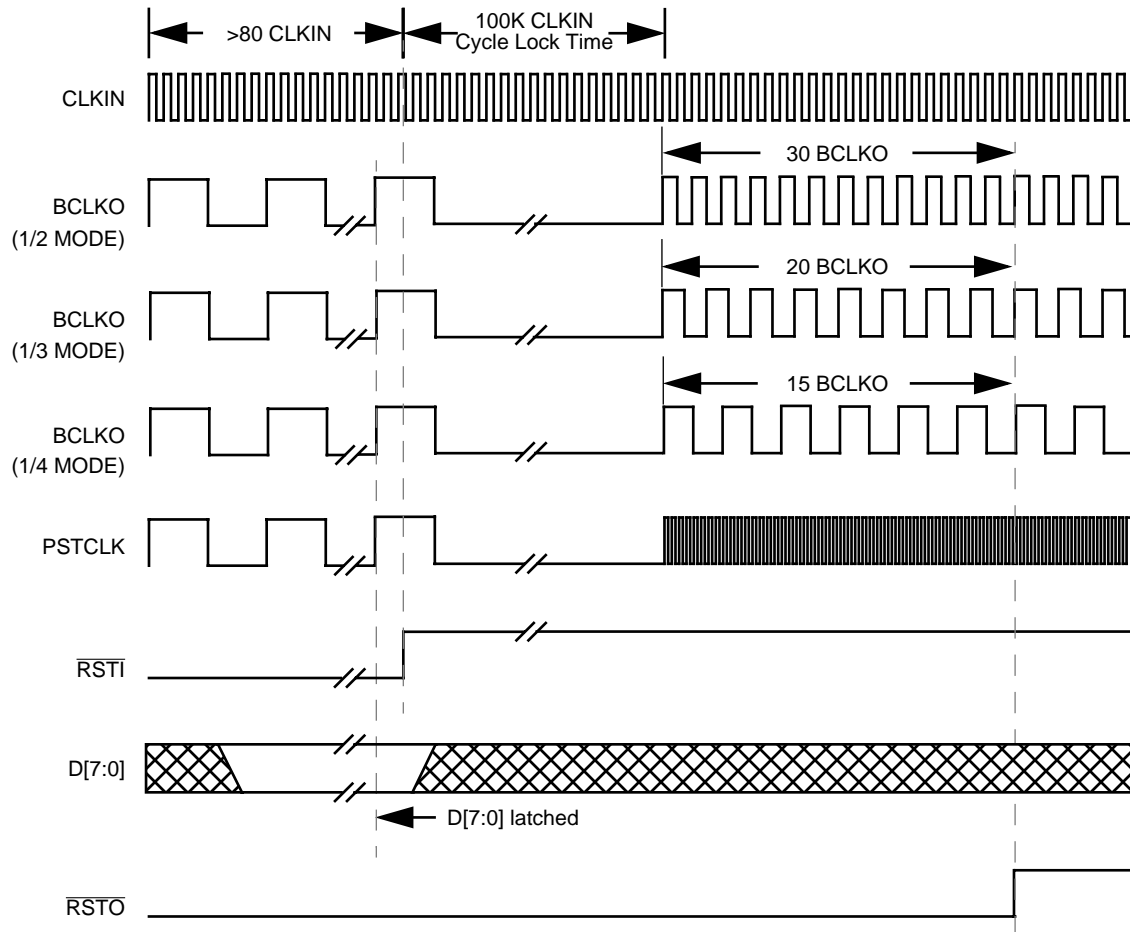 >80 CLKIN
100K CLKIN
Cycle Lock Time
CLKIN
30 BCLKO
BCLKO
(1/2 MODE)
20 BCLKO
BCLKO
(1/3 MODE)
15 BCLKO
BCLKO
(1/4 MODE)
PSTCLK
RSTI
D[7:0]
D[7:0] latched
RSTO